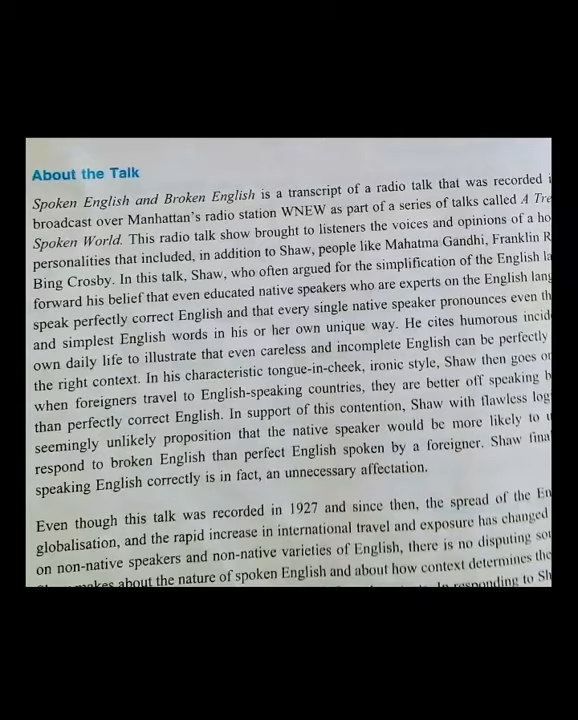 About the Talk
Spoken English and Broken English is a transcript of a radio talk that was recorded
broadcast over Manhattan's radio station WNEW as part of a series of talks called A
Spoken World. This radio talk show brought to listeners the voices and opinions of a
personalities that included, in addition to Shaw, people like Mahatma Gandhi, Franklin
Bing Crosby. In this talk, Shaw, who often argued for the simplification of the English
forward his belief that even educated native speakers who are experts on the English
speak perfectly correct English and that every single native speaker pronounces even
and simplest English words in his or her own unique way. He cites humorous
own daily life to illustrate that even careless and incomplete English can be perfectly
the right context. In his characteristic tongue-in-cheek, ironic style, Shaw then goes
when foreigners travel to English-speaking countries, they are better off speaking
than perfectly correct English. In support of this contention, Shaw with flawless
seemingly unlikely proposition that the native speaker would be more likely to
respond to broken English than perfect English spoken by a foreigner. Shaw
speaking English correctly is in fact, an unnecessary affectation.
Even though this talk was recorded in 1927 and since then, the spread of the
globalisation, and the rapid increase in international travel and exposure has changed
on non-native speakers and non-native varieties of English, there is no disputing
makes about the nature of spoken English and about how context determines the
In responding to